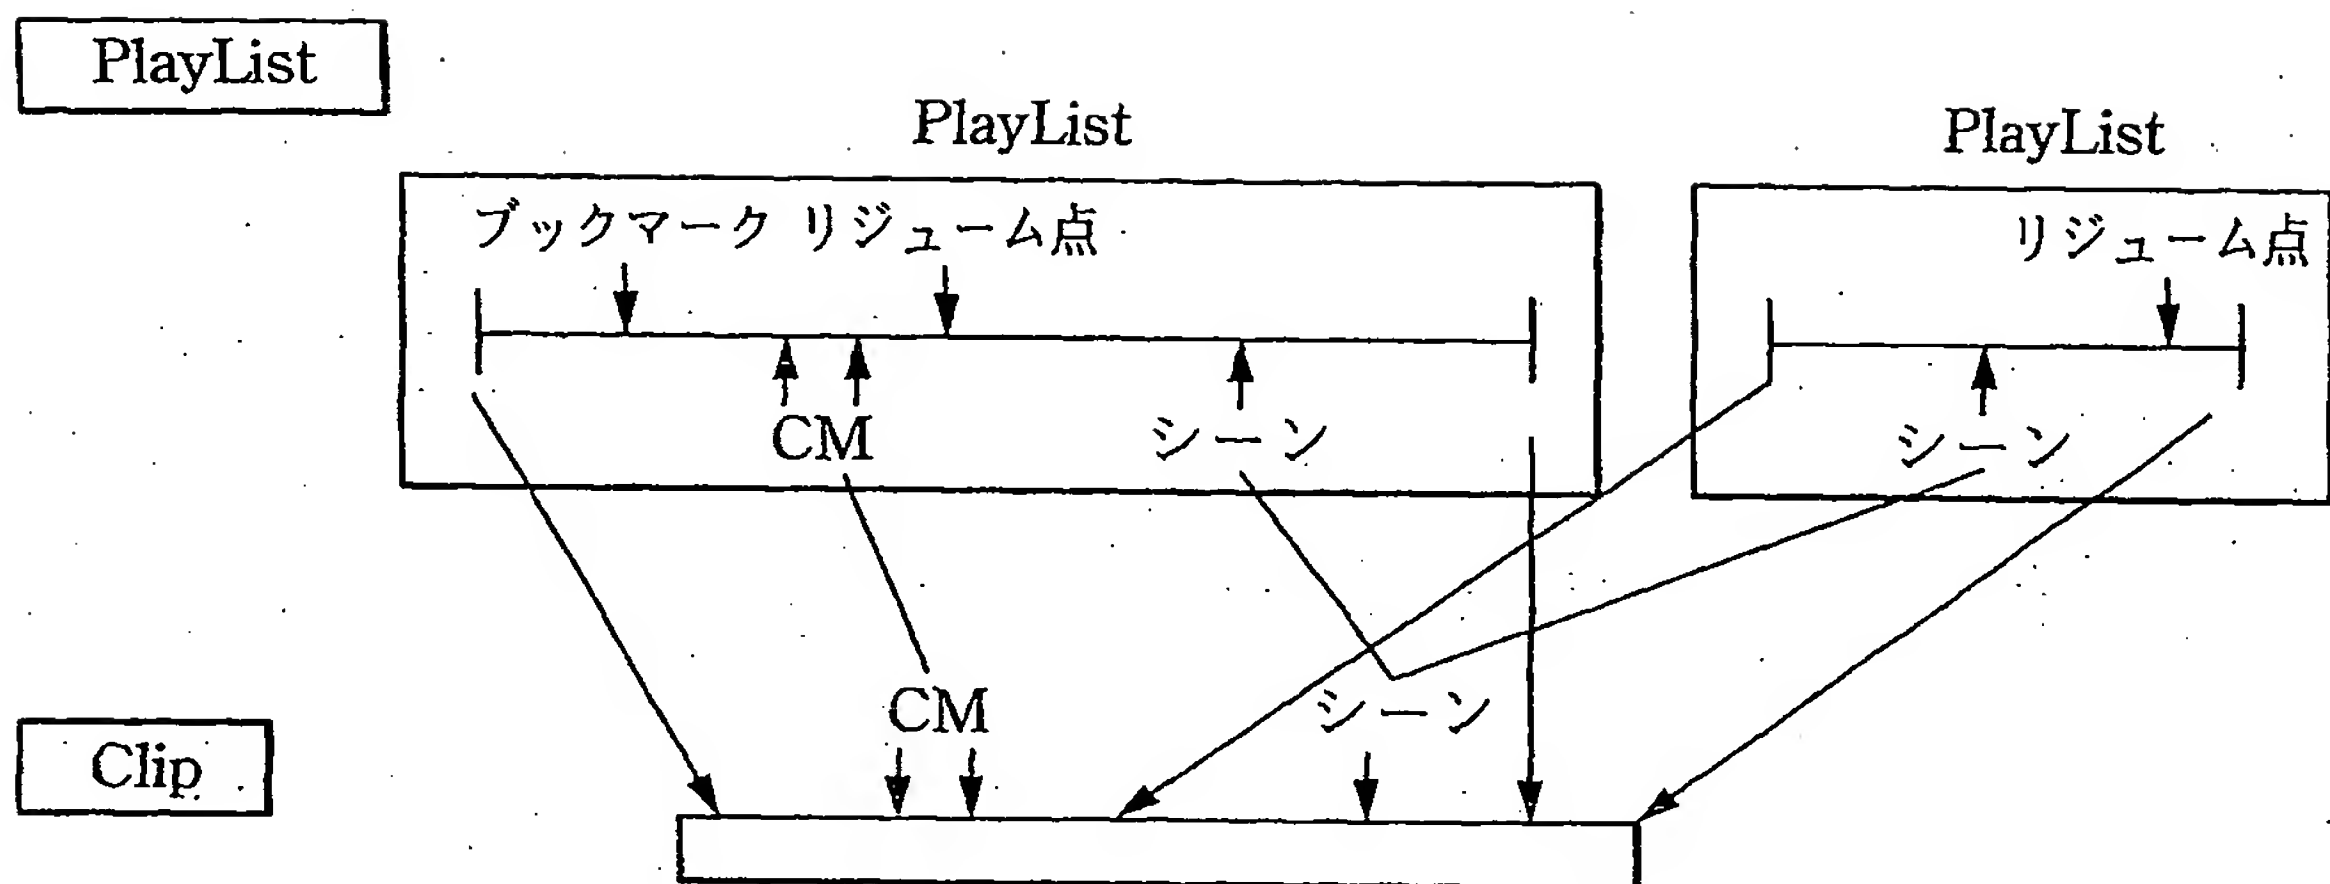 PlayList
PlayList
PlayList
ブックマーク リジューム点
リジューム点
CM
シーン
シーン
CM
シーン
Clip